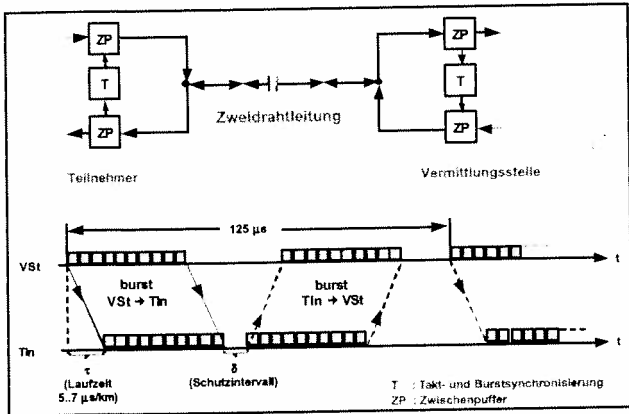 ZP
ZP
T
T
ZP
ZP
Zweidrahtleitung
Teilnehmer
Vermittlungsstelle
125 µs
VSt
t
burst
VSt → Tln
burst
Tln → VSt
Tln
t
τ
(Laufzeit
5..7 µs/km)
δ
(Schutzintervall)
T : Takt- und Burstsynchronisierung
ZP : Zwischenpuffer